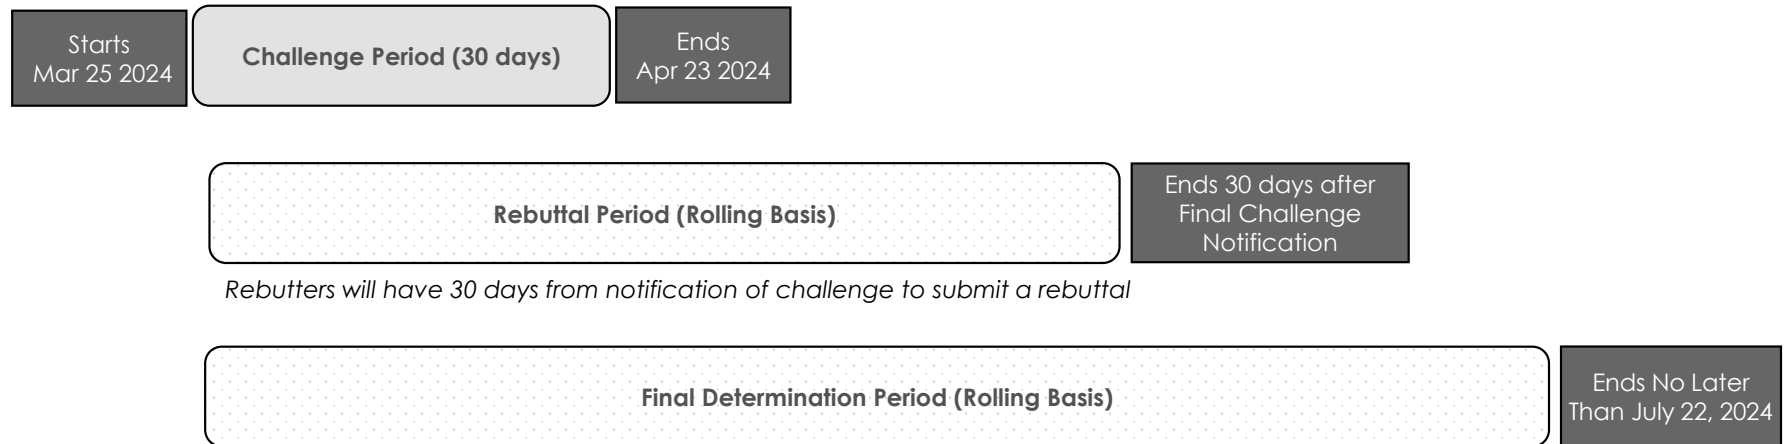 Starts
Mar 25 2024
Challenge Period (30 days)
Ends
Apr 23 2024
Rebuttal Period (Rolling Basis)
Ends 30 days after
Final Challenge
Notification
Rebutters will have 30 days from notification of challenge to submit a rebuttal
Final Determination Period (Rolling Basis)
Ends No Later
Than July 22, 2024